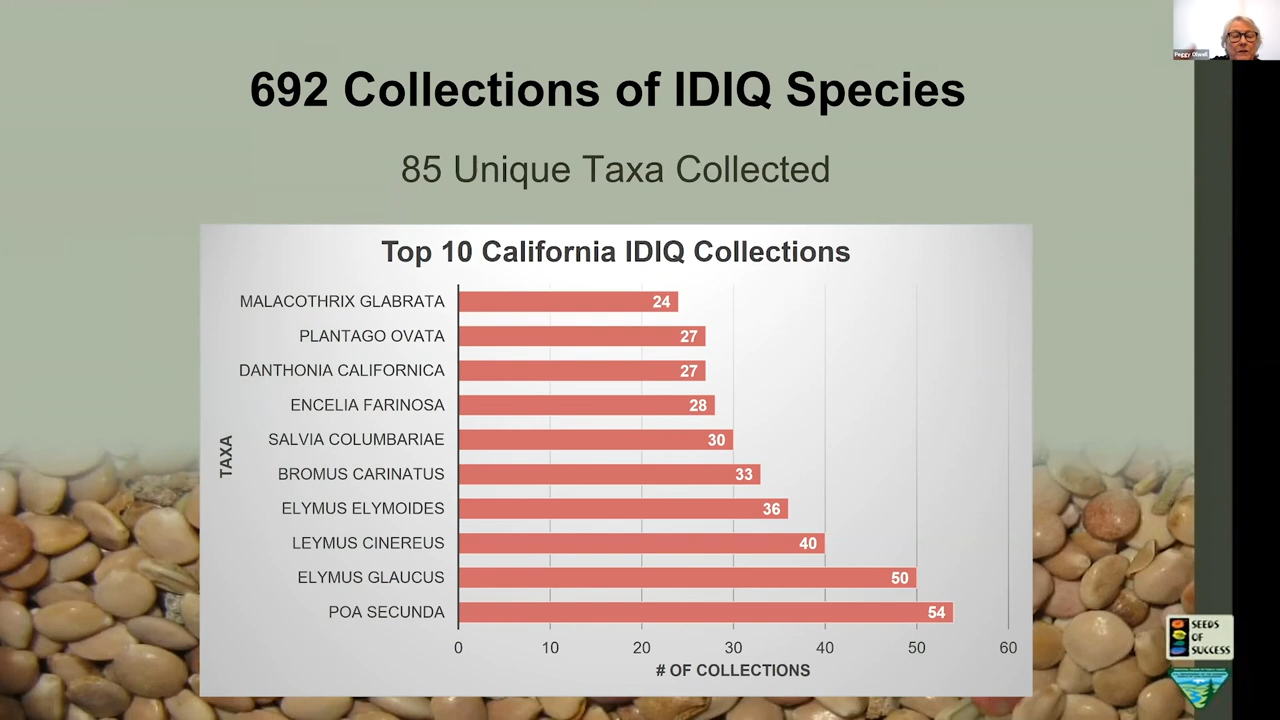 692 Collections of IDIQ Species
Peggy Olwell
85 Unique Taxa Collected
Top 10 California IDIQ Collections
TAXA
MALACOTHRIX GLABRATA 24
PLANTAGO OVATA 27
DANTHONIA CALIFORNICA 27
ENCELIA FARINOSA 28
SALVIA COLUMBARIAE 30
BROMUS CARINATUS 33
ELYMUS ELYMOIDES 36
LEYMUS CINEREUS 40
ELYMUS GLAUCUS 50
POA SECUNDA 54
0 10 20 30 40 50 60
# OF COLLECTIONS
SEEDS
OF
SUCCESS